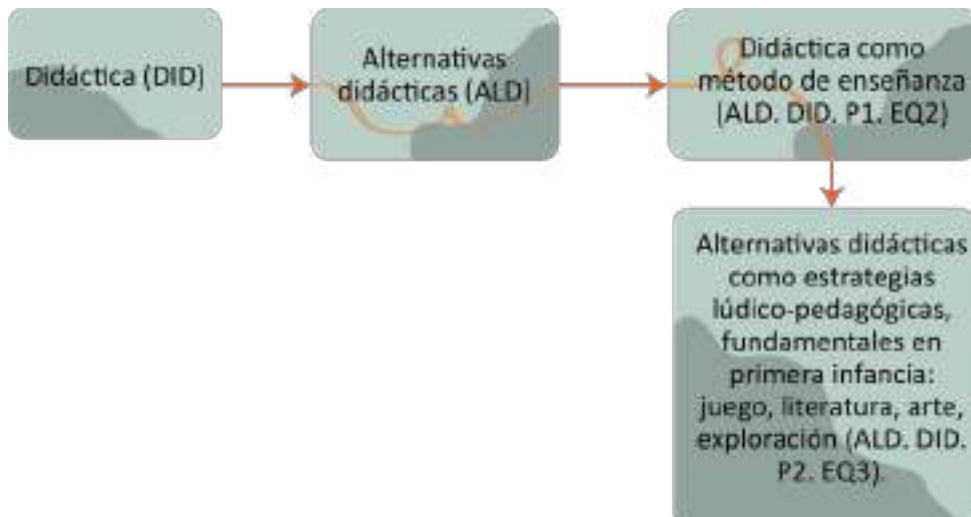 Didáctica (DID)
Alternativas
didácticas (ALD)
Didáctica como
método de enseñanza
(ALD. DID. P1. EQ2)
Alternativas didácticas
como estrategias
lúdico-pedagógicas,
fundamentales en
primera infancia:
juego, literatura, arte,
exploración (ALD. DID.
P2. EQ3).